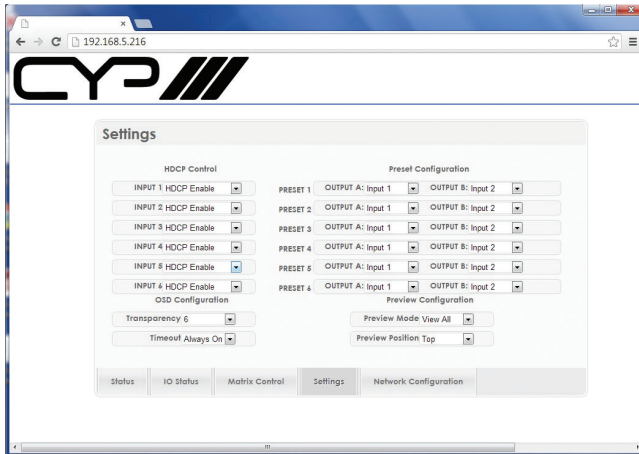 192.168.5.216
CYP
Settings
HDCP Control
INPUT 1 HDCP Enable
INPUT 2 HDCP Enable
INPUT 3 HDCP Enable
INPUT 4 HDCP Enable
INPUT 5 HDCP Enable
INPUT 6 HDCP Enable
Preset Configuration
PRESET 1 OUTPUT A: Input 1 OUTPUT B: Input 2
PRESET 2 OUTPUT A: Input 1 OUTPUT B: Input 2
PRESET 3 OUTPUT A: Input 1 OUTPUT B: Input 2
PRESET 4 OUTPUT A: Input 1 OUTPUT B: Input 2
PRESET 5 OUTPUT A: Input 1 OUTPUT B: Input 2
PRESET 6 OUTPUT A: Input 1 OUTPUT B: Input 2
OSD Configuration
Transparency 6
Timeout Always On
Preview Configuration
Preview Mode View All
Preview Position Top
Status IO Status Matrix Control Settings Network Configuration